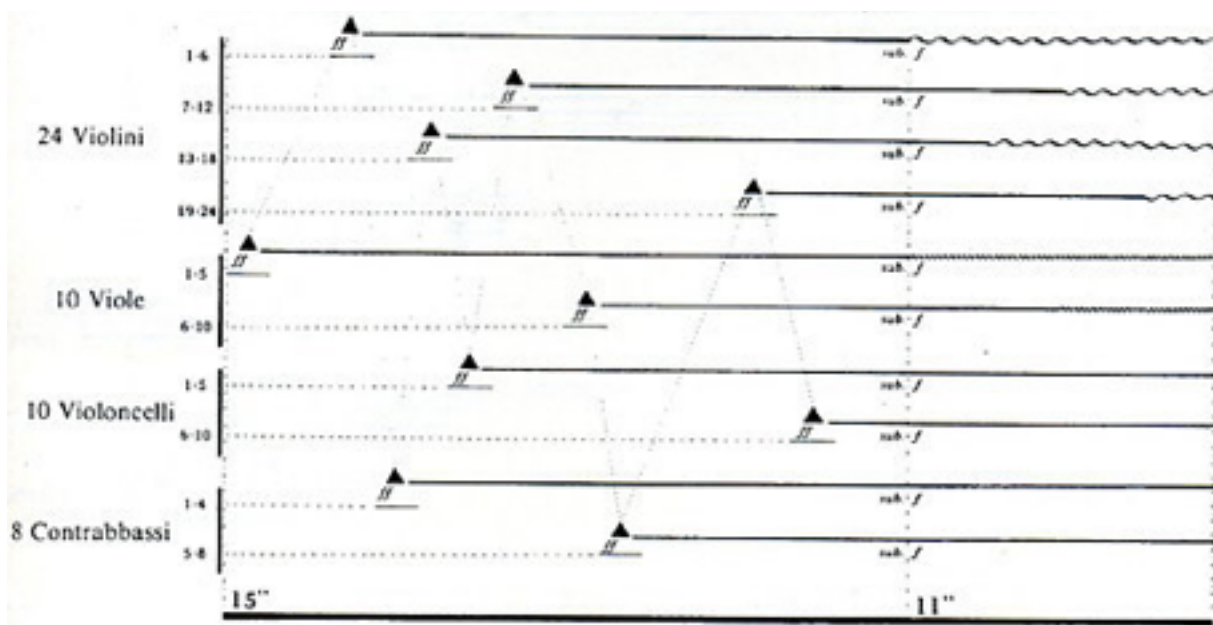 1-6
ff
sub. f
7-12
ff
sub. f
24 Violini
13-18
ff
sub. f
19-24
ff
sub. f
1-5
ff
sub. f
10 Viole
6-10
ff
sub. f
1-5
ff
sub. f
10 Violoncelli
6-10
ff
sub. f
1-4
ff
sub. f
8 Contrabbassi
5-8
ff
sub. f
15" 11"